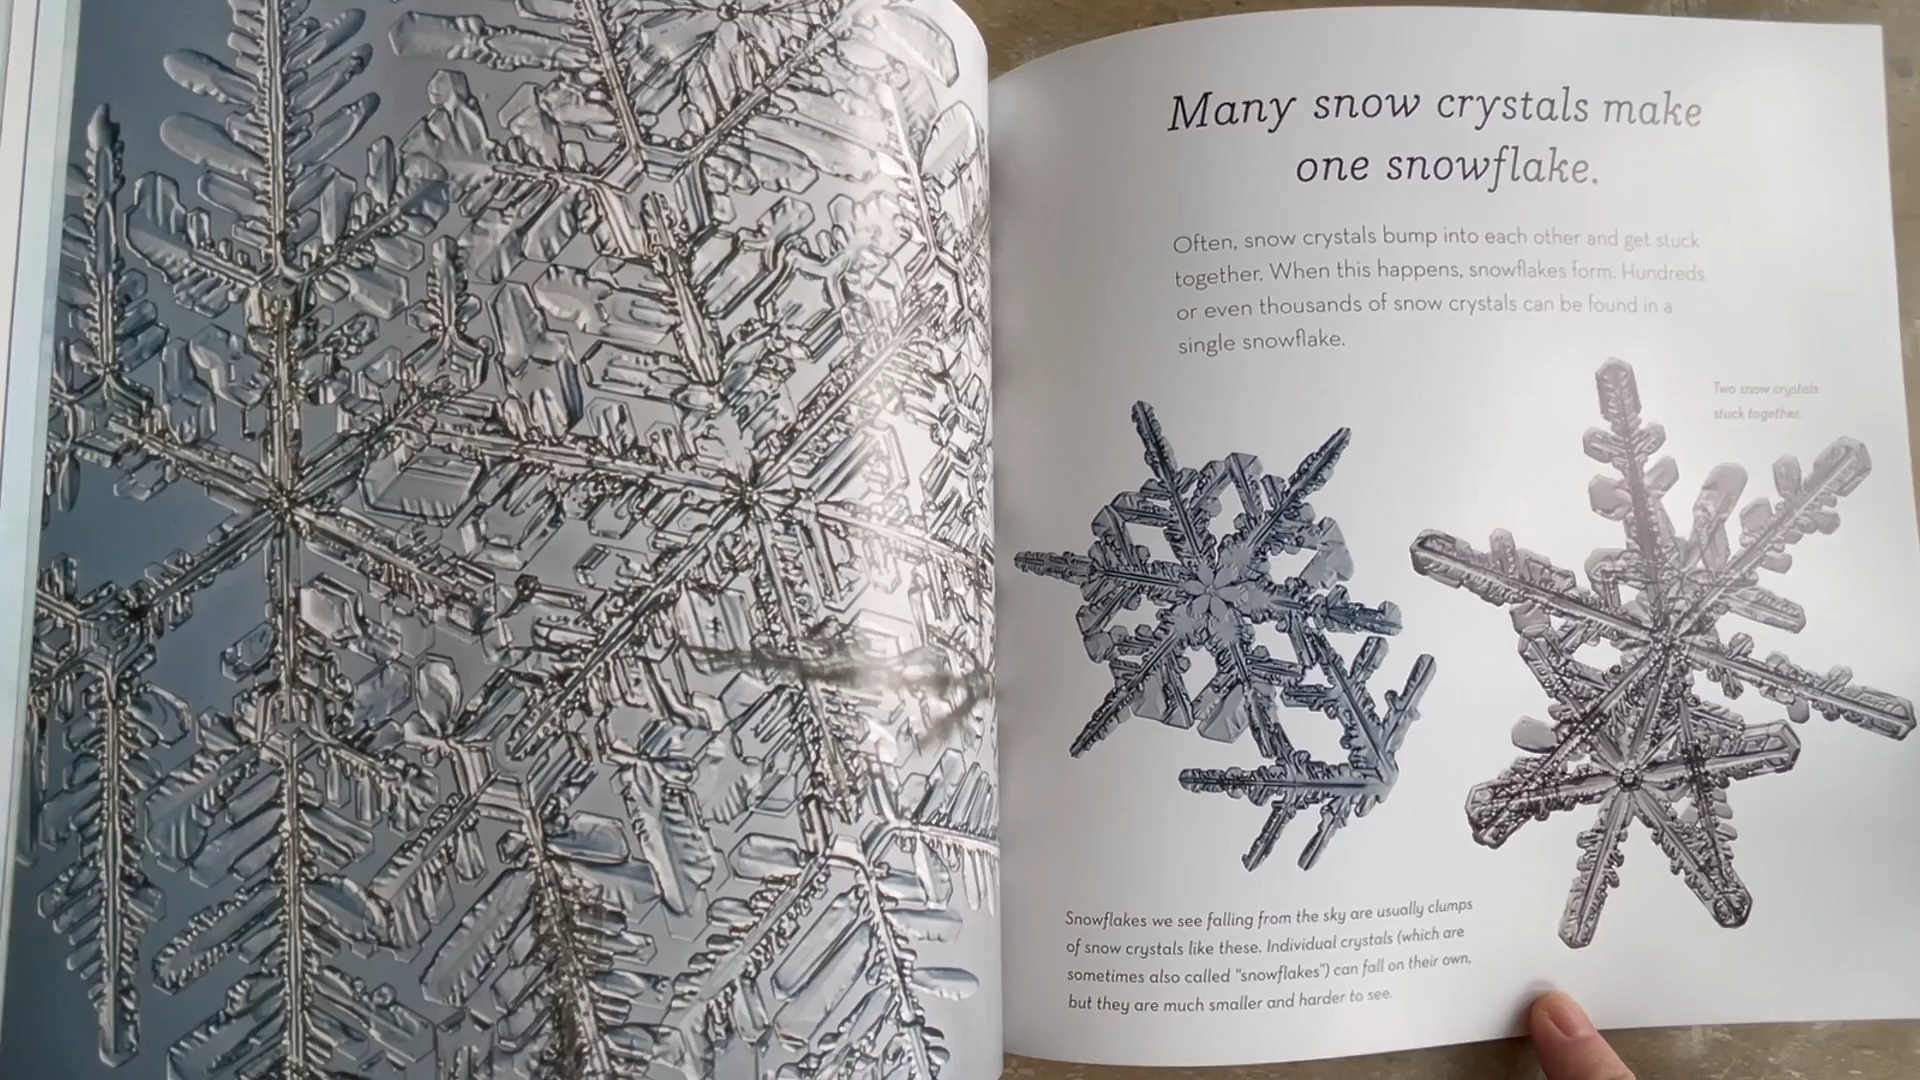 Many snow crystals make
one snowflake.
Often, snow crystals bump into each other and get stuck
together. When this happens, snowflakes form. Hundreds
or even thousands of snow crystals can be found in a
single snowflake.
Two snow crystals
stuck together.
Snowflakes we see falling from the sky are usually clumps
of snow crystals like these. Individual crystals (which are
sometimes also called "snowflakes") can fall on their own,
but they are much smaller and harder to see.